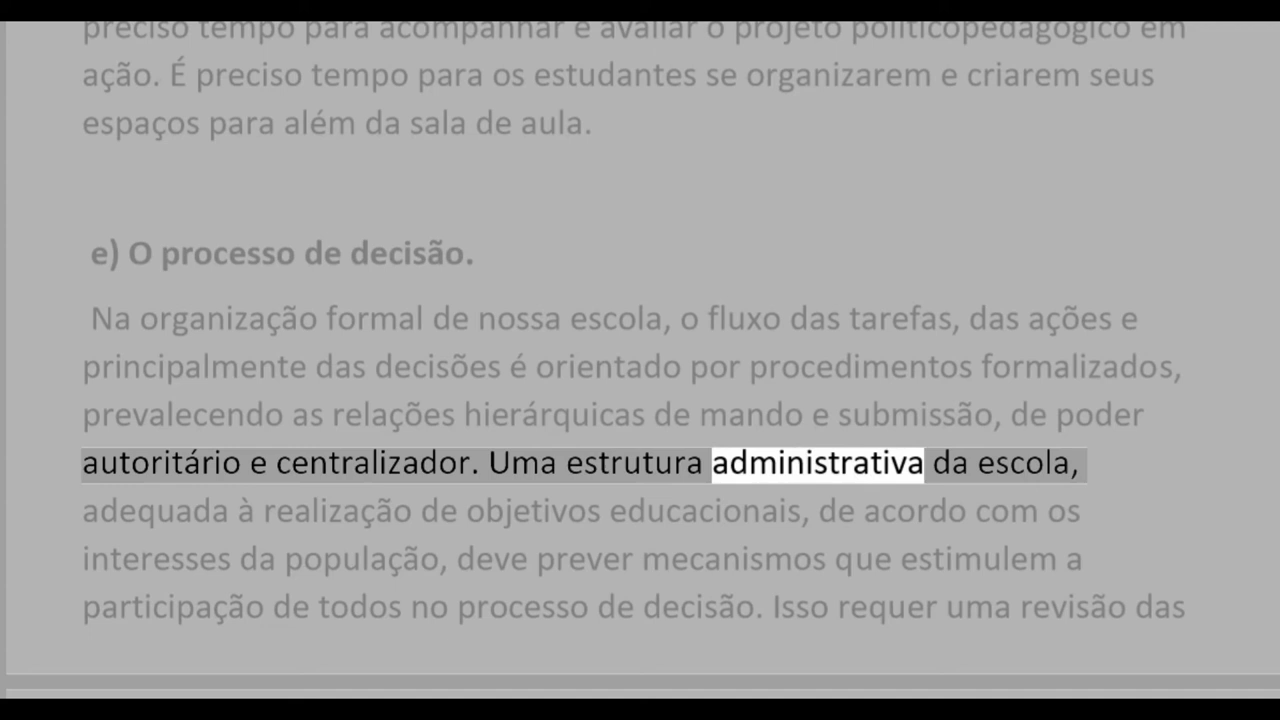 preciso tempo para acompanhar e avaliar o projeto políticopedagógico em
ação. É preciso tempo para os estudantes se organizarem e criarem seus
espaços para além da sala de aula.
e) O processo de decisão.
Na organização formal de nossa escola, o fluxo das tarefas, das ações e
principalmente das decisões é orientado por procedimentos formalizados,
prevalecendo as relações hierárquicas de mando e submissão, de poder
autoritário e centralizador. Uma estrutura administrativa da escola,
adequada à realização de objetivos educacionais, de acordo com os
interesses da população, deve prever mecanismos que estimulem a
participação de todos no processo de decisão. Isso requer uma revisão das